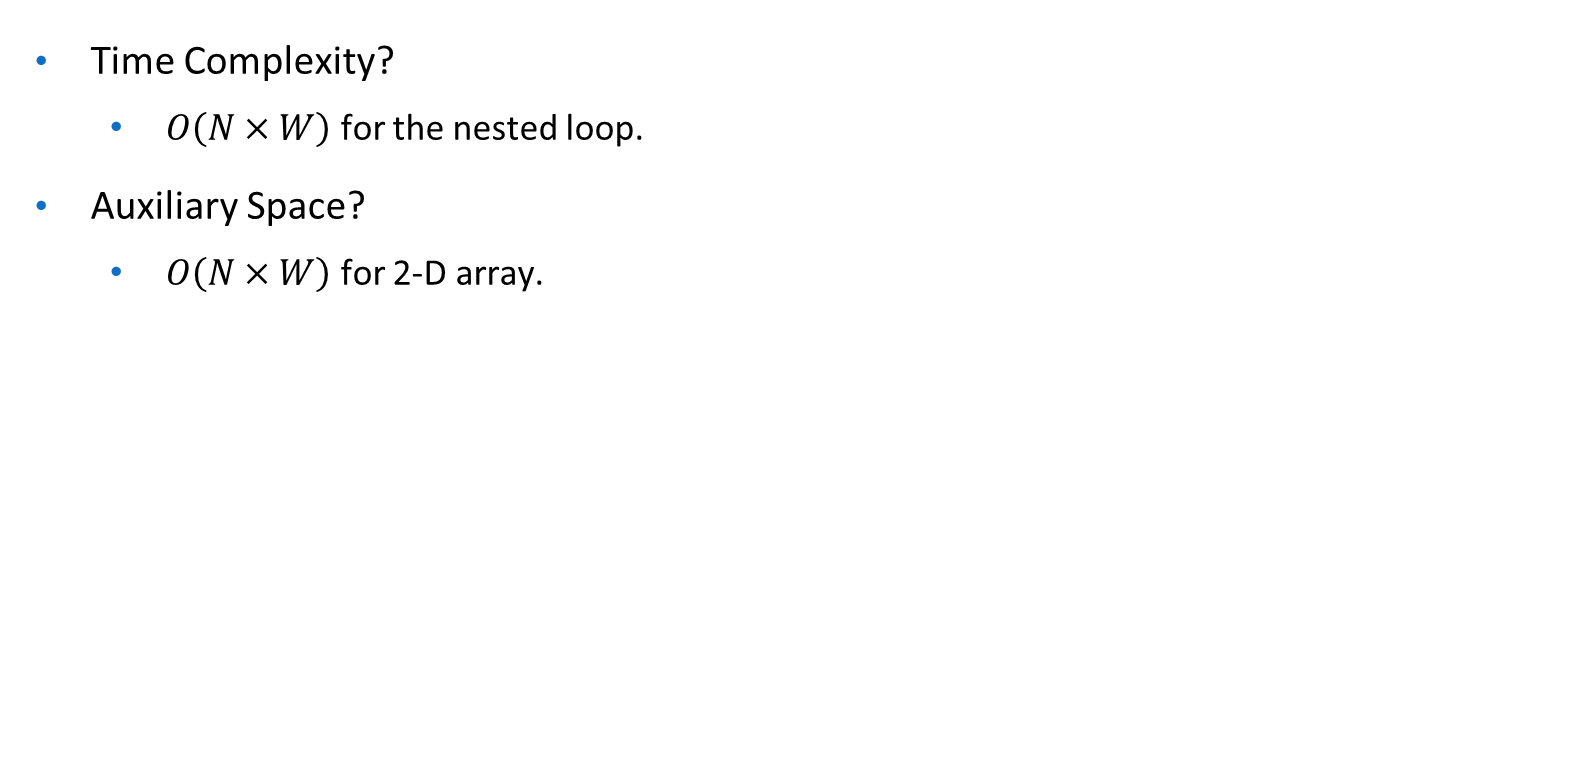 • Time Complexity?
• O(N × W) for the nested loop.
• Auxiliary Space?
• O(N × W) for 2-D array.